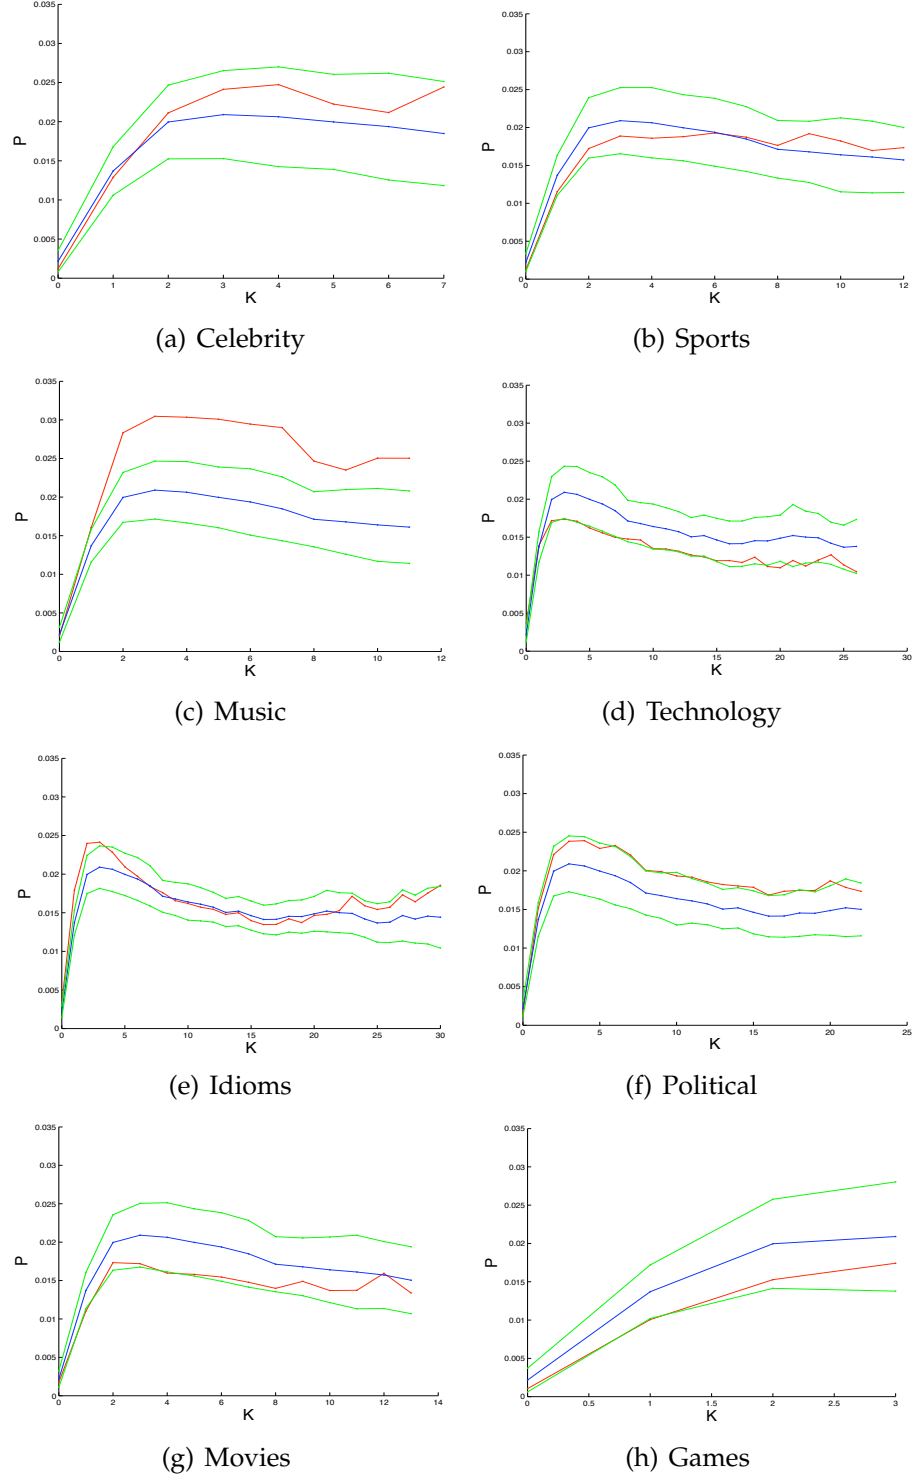 0.035
0.03
0.025
0.02
0.015
0.01
0.005
0
P
0 1 2 3 4 5 6 7
K
(a) Celebrity
0.035
0.03
0.025
0.02
0.015
0.01
0.005
0
P
0 2 4 6 8 10 12
K
(b) Sports
0.035
0.03
0.025
0.02
0.015
0.01
0.005
0
P
0 2 4 6 8 10 12
K
(c) Music
0.035
0.03
0.025
0.02
0.015
0.01
0.005
0
P
0 5 10 15 20 25 30
K
(d) Technology
0.035
0.03
0.025
0.02
0.015
0.01
0.005
0
P
0 5 10 15 20 25 30
K
(e) Idioms
0.035
0.03
0.025
0.02
0.015
0.01
0.005
0
P
0 5 10 15 20 25
K
(f) Political
0.035
0.03
0.025
0.02
0.015
0.01
0.005
0
P
0 2 4 6 8 10 12 14
K
(g) Movies
0.035
0.03
0.025
0.02
0.015
0.01
0.005
0
P
0 0.5 1 1.5 2 2.5 3
K
(h) Games